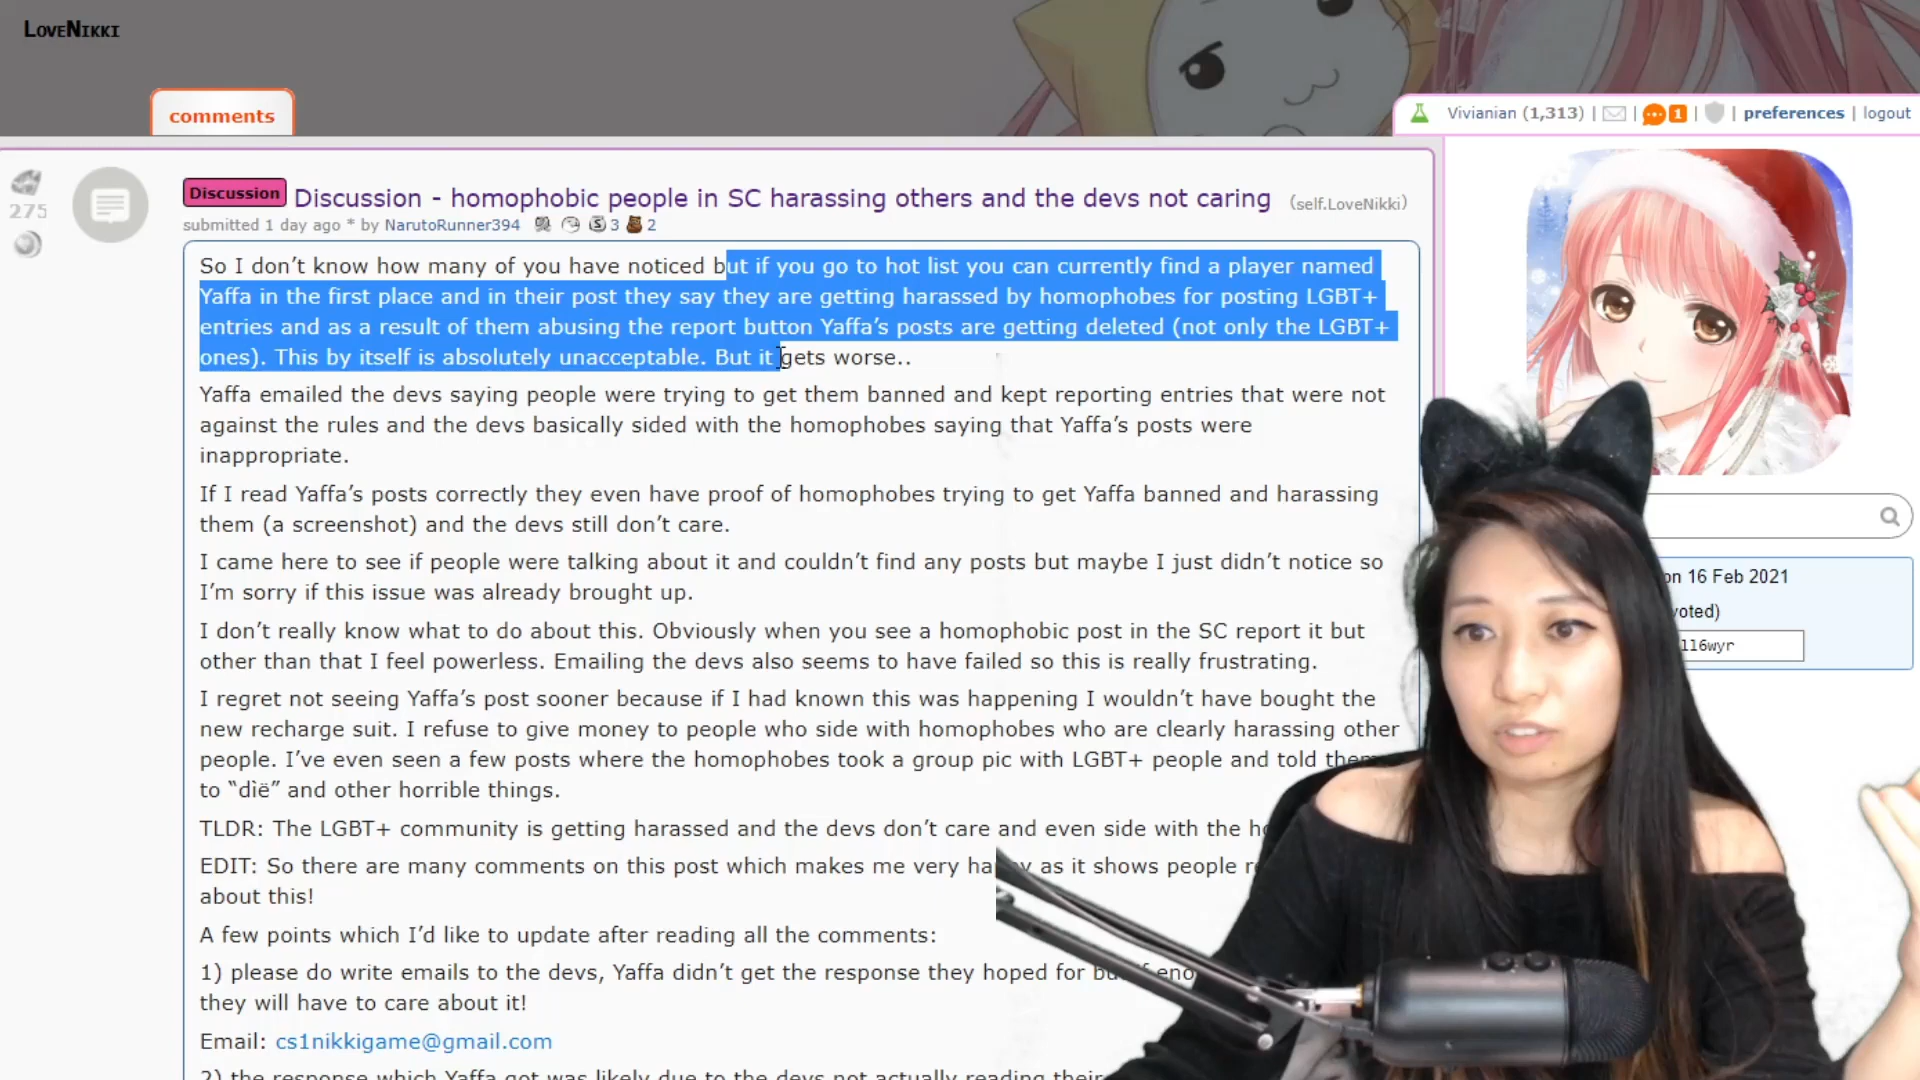 LoveNikki
comments
Vivianian (1,313) | | 1 | | preferences | logout
275
Discussion Discussion - homophobic people in SC harassing others and the devs not caring (self.LoveNikki)
submitted 1 day ago * by NarutoRunner394 3 2
So I don’t know how many of you have noticed but if you go to hot list you can currently find a player named
Yaffa in the first place and in their post they say they are getting harassed by homophobes for posting LGBT+
entries and as a result of them abusing the report button Yaffa’s posts are getting deleted (not only the LGBT+
ones). This by itself is absolutely unacceptable. But it gets worse..
Yaffa emailed the devs saying people were trying to get them banned and kept reporting entries that were not
against the rules and the devs basically sided with the homophobes saying that Yaffa’s posts were
inappropriate.
If I read Yaffa’s posts correctly they even have proof of homophobes trying to get Yaffa banned and harassing
them (a screenshot) and the devs still don’t care.
I came here to see if people were talking about it and couldn’t find any posts but maybe I just didn’t notice so
I’m sorry if this issue was already brought up.
I don’t really know what to do about this. Obviously when you see a homophobic post in the SC report it but
other than that I feel powerless. Emailing the devs also seems to have failed so this is really frustrating.
I regret not seeing Yaffa’s post sooner because if I had known this was happening I wouldn’t have bought the
new recharge suit. I refuse to give money to people who side with homophobes who are clearly harassing other
people. I’ve even seen a few posts where the homophobes took a group pic with LGBT+ people and told
to “dìë” and other horrible things.
TLDR: The LGBT+ community is getting harassed and the devs don’t care and even side with the
EDIT: So there are many comments on this post which makes me very as it shows people
about this!
A few points which I’d like to update after reading all the comments:
1) please do write emails to the devs, Yaffa didn’t get the response they hoped for
they will have to care about it!
Email: cs1nikkigame@gmail.com
2) the response which Yaffa got was likely due to the devs not actually reading their
on 16 Feb 2021
voted)
ll6wyr